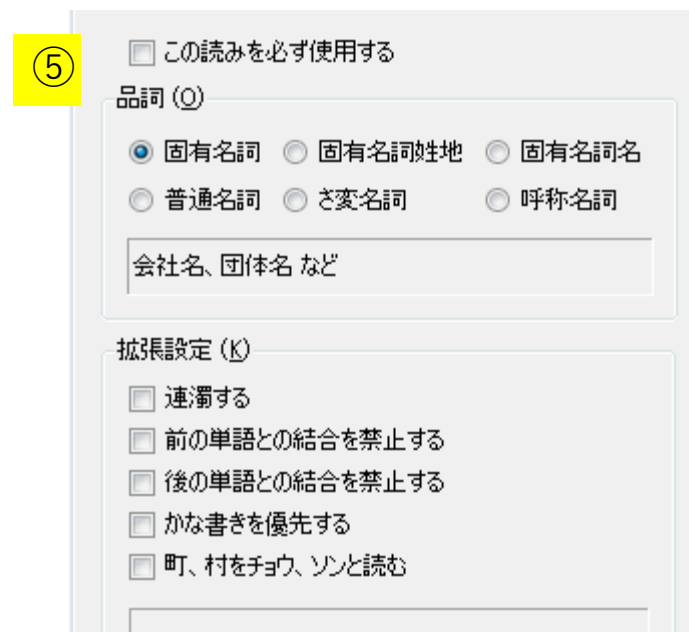 この読みを必ず使用する
⑤
品詞(O)
固有名詞 固有名詞姓地 固有名詞名
普通名詞 さ変名詞 呼称名詞
会社名、団体名 など
拡張設定(K)
連濁する
前の単語との結合を禁止する
後の単語との結合を禁止する
かな書きを優先する
町、村をチョウ、ソンと読む